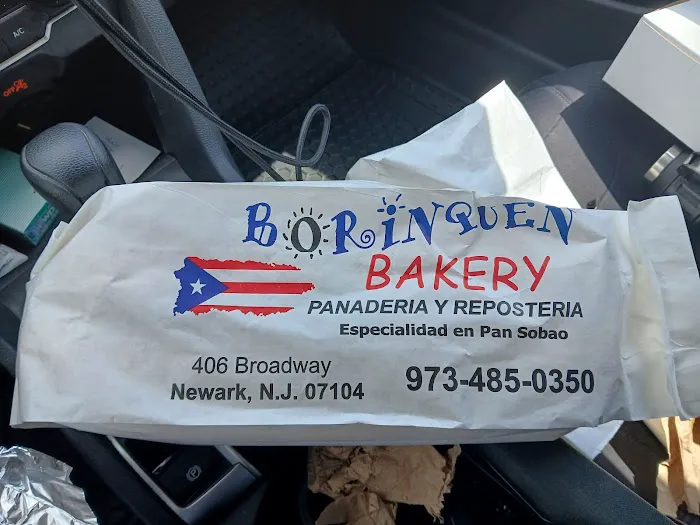 A/C
BORINQUEN
BAKERY
PANADERIA Y REPOSTERIA
Especialidad en Pan Sobao
406 Broadway
Newark, N.J. 07104
973-485-0350